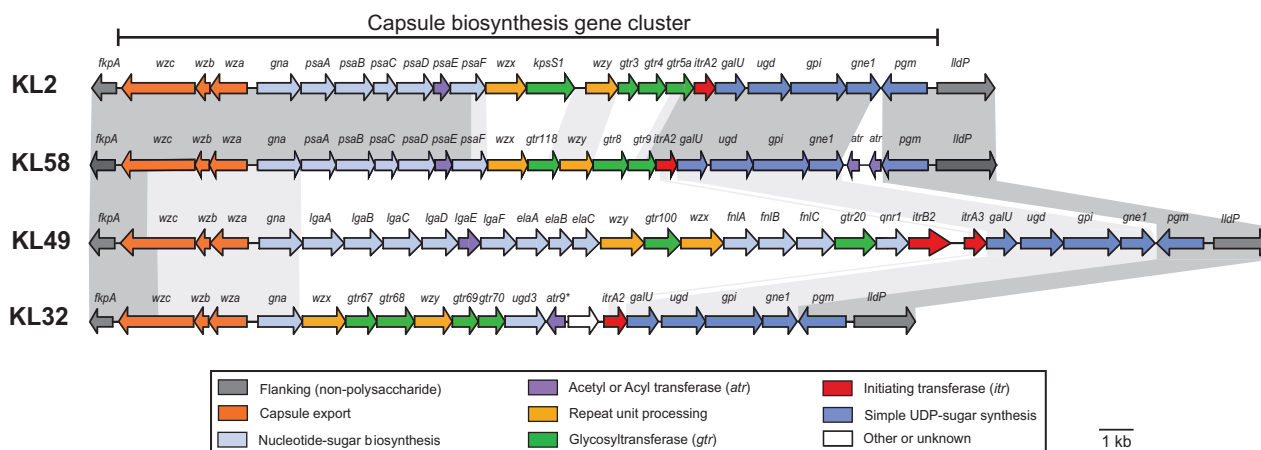 Capsule biosynthesis gene cluster
fkpA wzc wzb wza gna psaA psaB psaC psaD psaE psaF wzx kpsS1 wzy gtr3 gtr4 gtr5a itrA2 galU ugd gpi gne1 pgm lldP
KL2
fkpA wzc wzb wza gna psaA psaB psaC psaD psaE psaF wzx gtr118 wzy gtr8 gtr9 itrA2 galU ugd gpi gne1 atr atr pgm lldP
KL58
fkpA wzc wzb wza gna lgaA lgaB lgaC lgaD lgaE lgaF elaA elaB elaC wzy gtr100 wzx fnlA fnlB fnlC gtr20 qnr1 itrB2 itrA3 galU ugd gpi gne1 pgm lldP
KL49
fkpA wzc wzb wza gna wzx gtr67 gtr68 wzy gtr69 gtr70 ugd3 atr9* itrA2 galU ugd gpi gne1 pgm lldP
KL32
Flanking (non-polysaccharide)
Capsule export
Nucleotide-sugar biosynthesis
Acetyl or Acyl transferase (atr)
Repeat unit processing
Glycosyltransferase (gtr)
Initiating transferase (itr)
Simple UDP-sugar synthesis
Other or unknown
1 kb